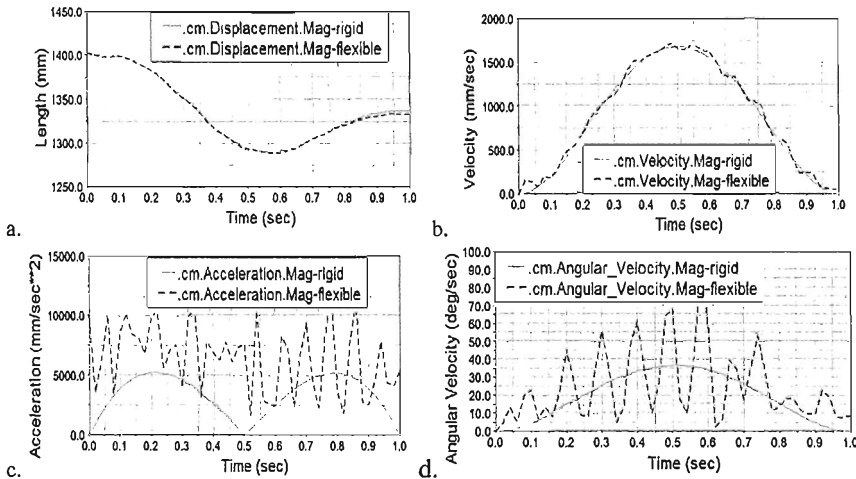 .cm.Displacement.Mag-rigid
.cm.Displacement.Mag-flexible
Length (mm)
1400.0
1350.0
1300.0
1250.0
0.0 0.1 0.2 0.3 0.4 0.5 0.6 0.7 0.8 0.9 1.0
Time (sec)
a.
2000.0
1500.0
1000.0
500.0
0.0
Velocity (mm/sec)
.cm.Velocity.Mag-rigid
.cm.Velocity.Mag-flexible
0.0 0.1 0.2 0.3 0.4 0.5 0.6 0.7 0.8 0.9 1.0
Time (sec)
b.
15000.0
10000.0
5000.0
0.0
Acceleration (mm/sec**2)
.cm.Acceleration.Mag-rigid
.cm.Acceleration.Mag-flexible
0.0 0.1 0.2 0.3 0.4 0.5 0.6 0.7 0.8 0.9 1.0
Time (sec)
c.
100.0
90.0
80.0
70.0
60.0
50.0
40.0
30.0
20.0
10.0
0.0
Angular Velocity (deg/sec)
.cm.Angular_Velocity.Mag-rigid
.cm.Angular_Velocity.Mag-flexible
0.0 0.1 0.2 0.3 0.4 0.5 0.6 0.7 0.8 0.9 1.0
Time (sec)
d.